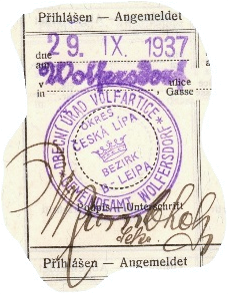 Přihlášen — Angemeldet
dne
am
29. IX. 1937
v
in
Wolfersdorf
ulice
Gasse
OBECNÍ ÚŘAD VOLFARTICE
OKRES
ČESKÁ LÍPA
BEZIRK
B.-LEIPA
GEMEINDEAMT WOLFERSDORF
Podpis — Unterschrift
Přihlášen — Angemeldet